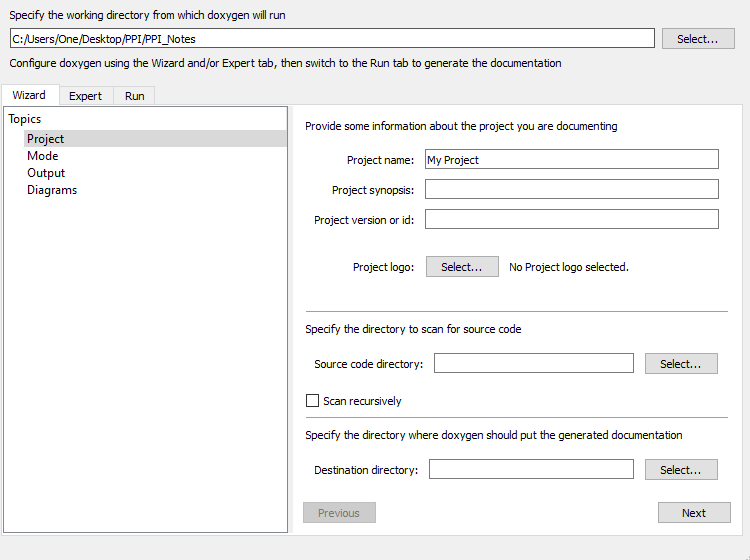 Specify the working directory from which doxygen will run
C:/Users/One/Desktop/PPI/PPI_Notes
Select...
Configure doxygen using the Wizard and/or Expert tab, then switch to the Run tab to generate the documentation
Wizard Expert Run
Topics
Project
Mode
Output
Diagrams
Provide some information about the project you are documenting
Project name: My Project
Project synopsis:
Project version or id:
Project logo: Select... No Project logo selected.
Specify the directory to scan for source code
Source code directory: Select...
Scan recursively
Specify the directory where doxygen should put the generated documentation
Destination directory: Select...
Previous Next